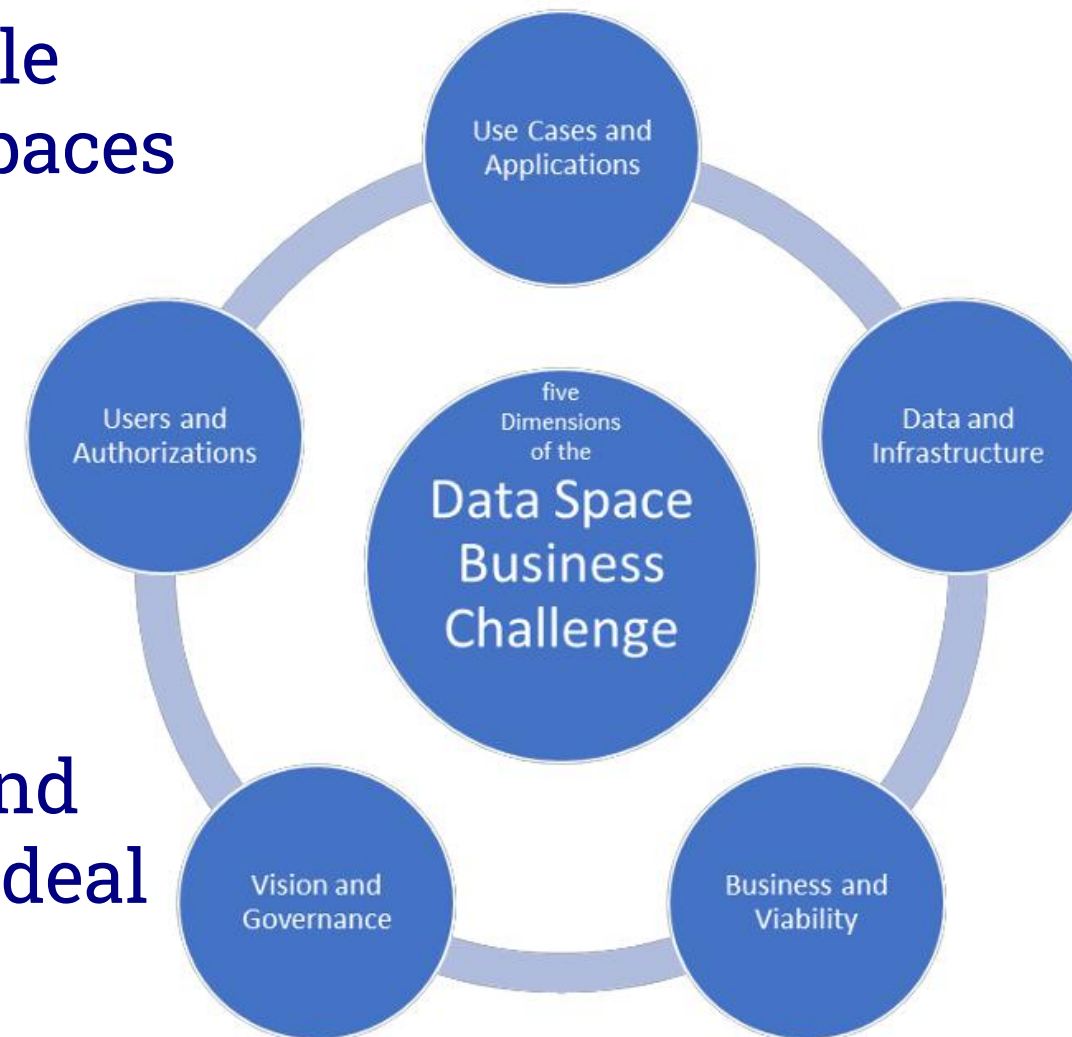 le
paces
nd
deal
Use Cases and
Applications
Users and
Authorizations
five
Dimensions
of the
Data Space
Business
Challenge
Data and
Infrastructure
Vision and
Governance
Business and
Viability